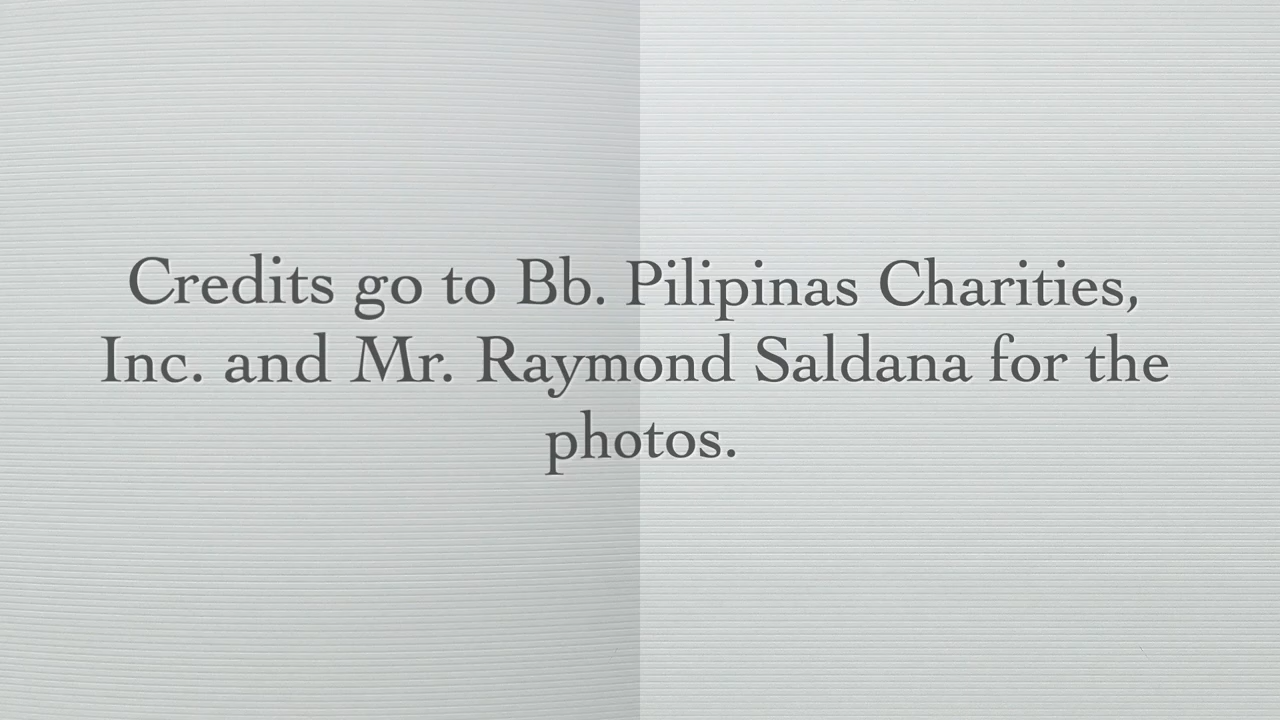 Credits go to Bb. Pilipinas Charities,
Inc. and Mr. Raymond Saldana for the
photos.